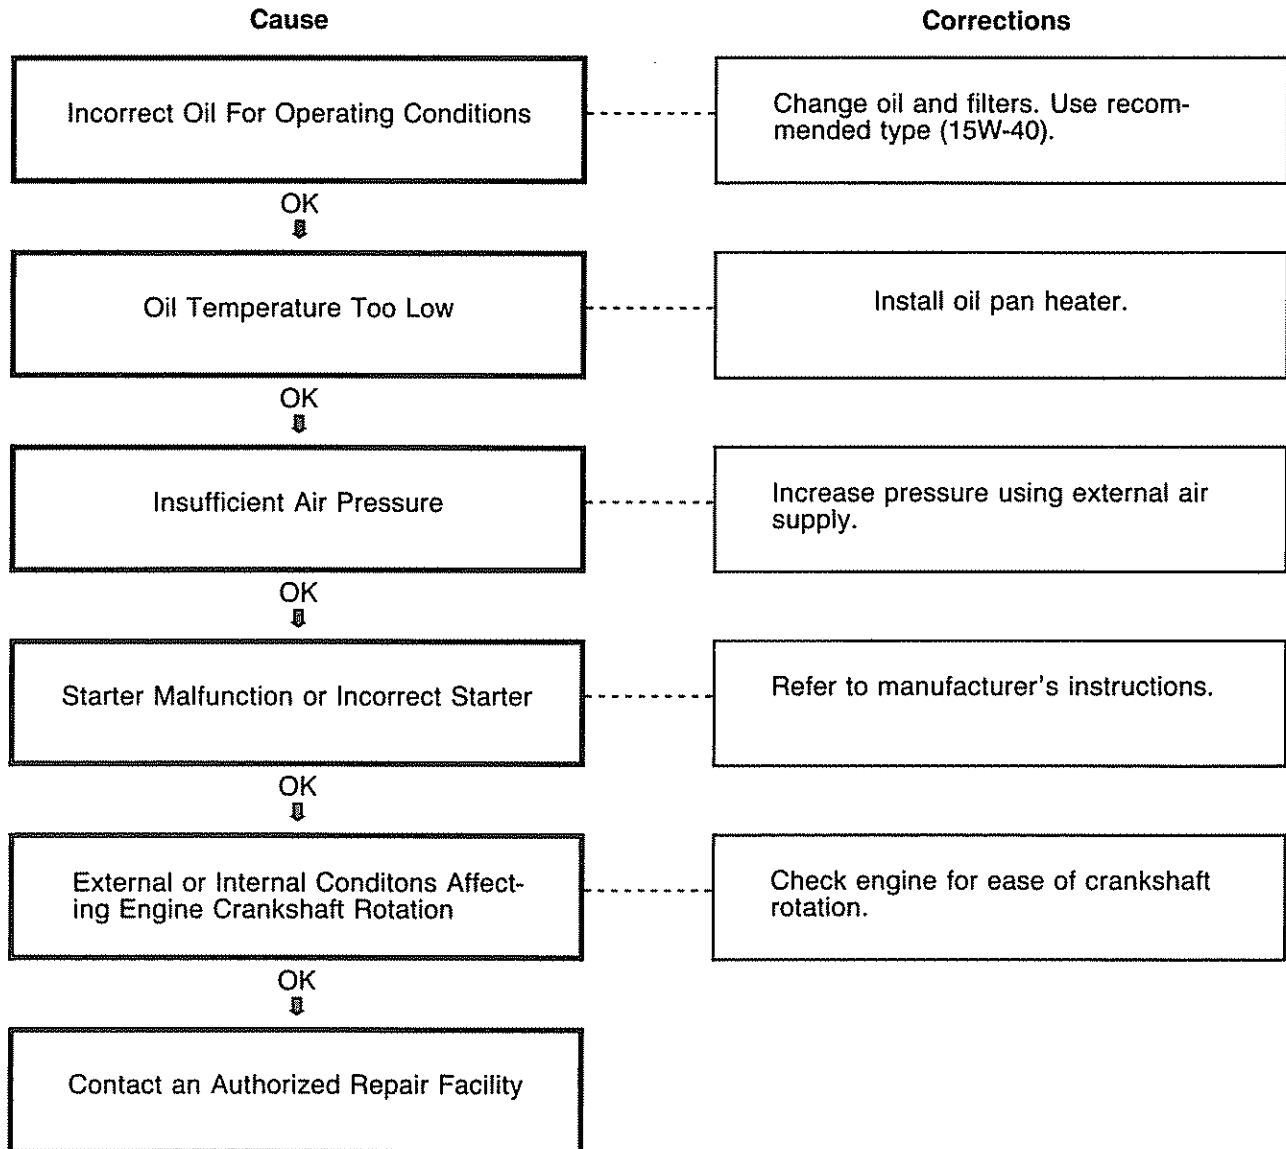 Cause
Corrections
Incorrect Oil For Operating Conditions
Change oil and filters. Use recom-
mended type (15W-40).
OK
Oil Temperature Too Low
Install oil pan heater.
OK
Insufficient Air Pressure
Increase pressure using external air
supply.
OK
Starter Malfunction or Incorrect Starter
Refer to manufacturer's instructions.
OK
External or Internal Conditons Affect-
ing Engine Crankshaft Rotation
Check engine for ease of crankshaft
rotation.
OK
Contact an Authorized Repair Facility